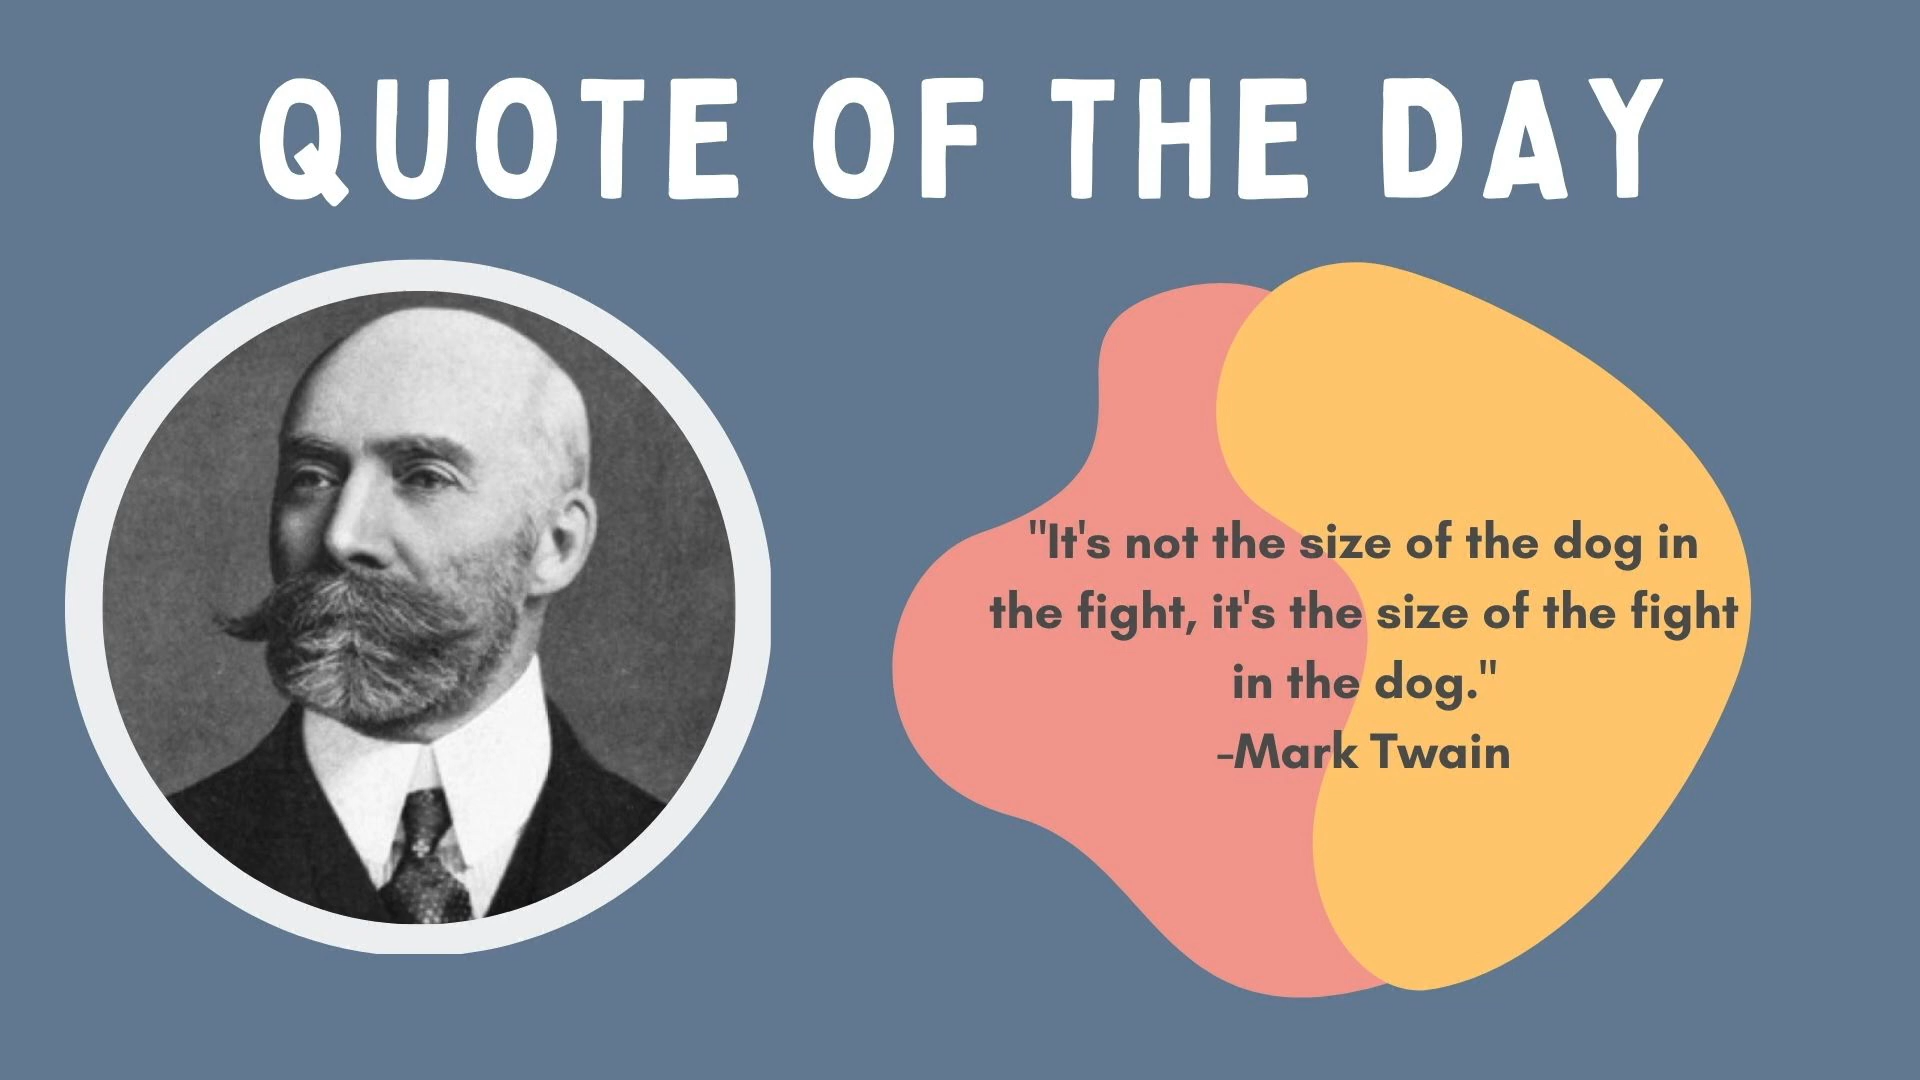 QUOTE OF THE DAY
"It's not the size of the dog in
the fight, it's the size of the fight
in the dog."
-Mark Twain